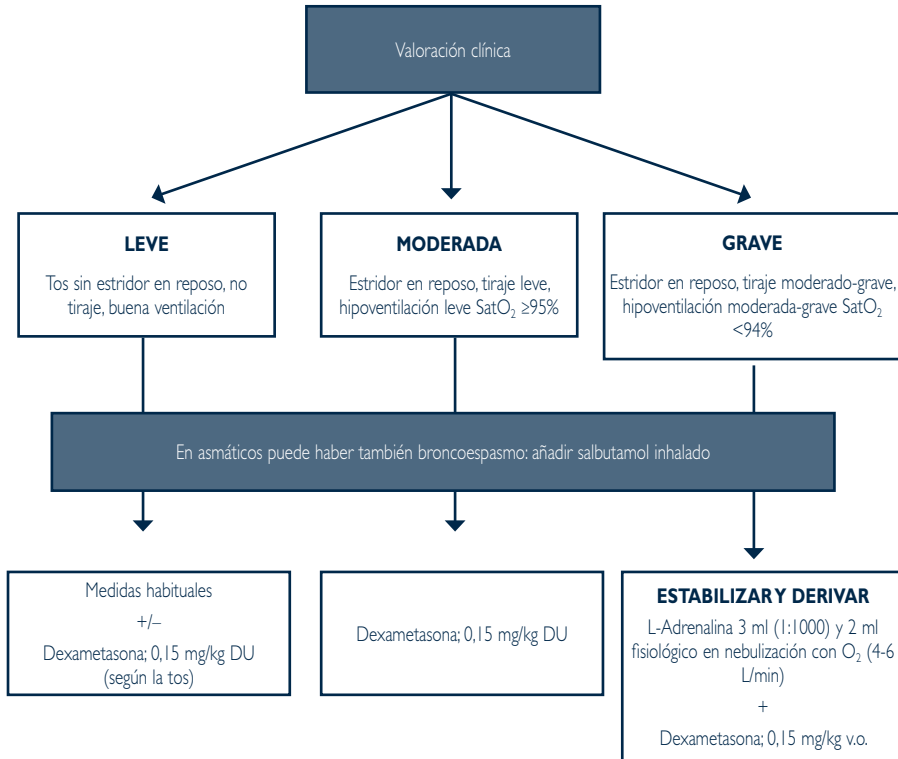 Valoración clínica
LEVE
Tos sin estridor en reposo, no
tiraje, buena ventilación
MODERADA
Estridor en reposo, tiraje leve,
hipoventilación leve SatO₂ ≥95%
GRAVE
Estridor en reposo, tiraje moderado-grave,
hipoventilación moderada-grave SatO₂
<94%
En asmáticos puede haber también broncoespasmo: añadir salbutamol inhalado
Medidas habituales
+/–
Dexametasona; 0,15 mg/kg DU
(según la tos)
Dexametasona; 0,15 mg/kg DU
ESTABILIZAR Y DERIVAR
L-Adrenalina 3 ml (1:1000) y 2 ml
fisiológico en nebulización con O₂ (4-6
L/min)
+
Dexametasona; 0,15 mg/kg v.o.